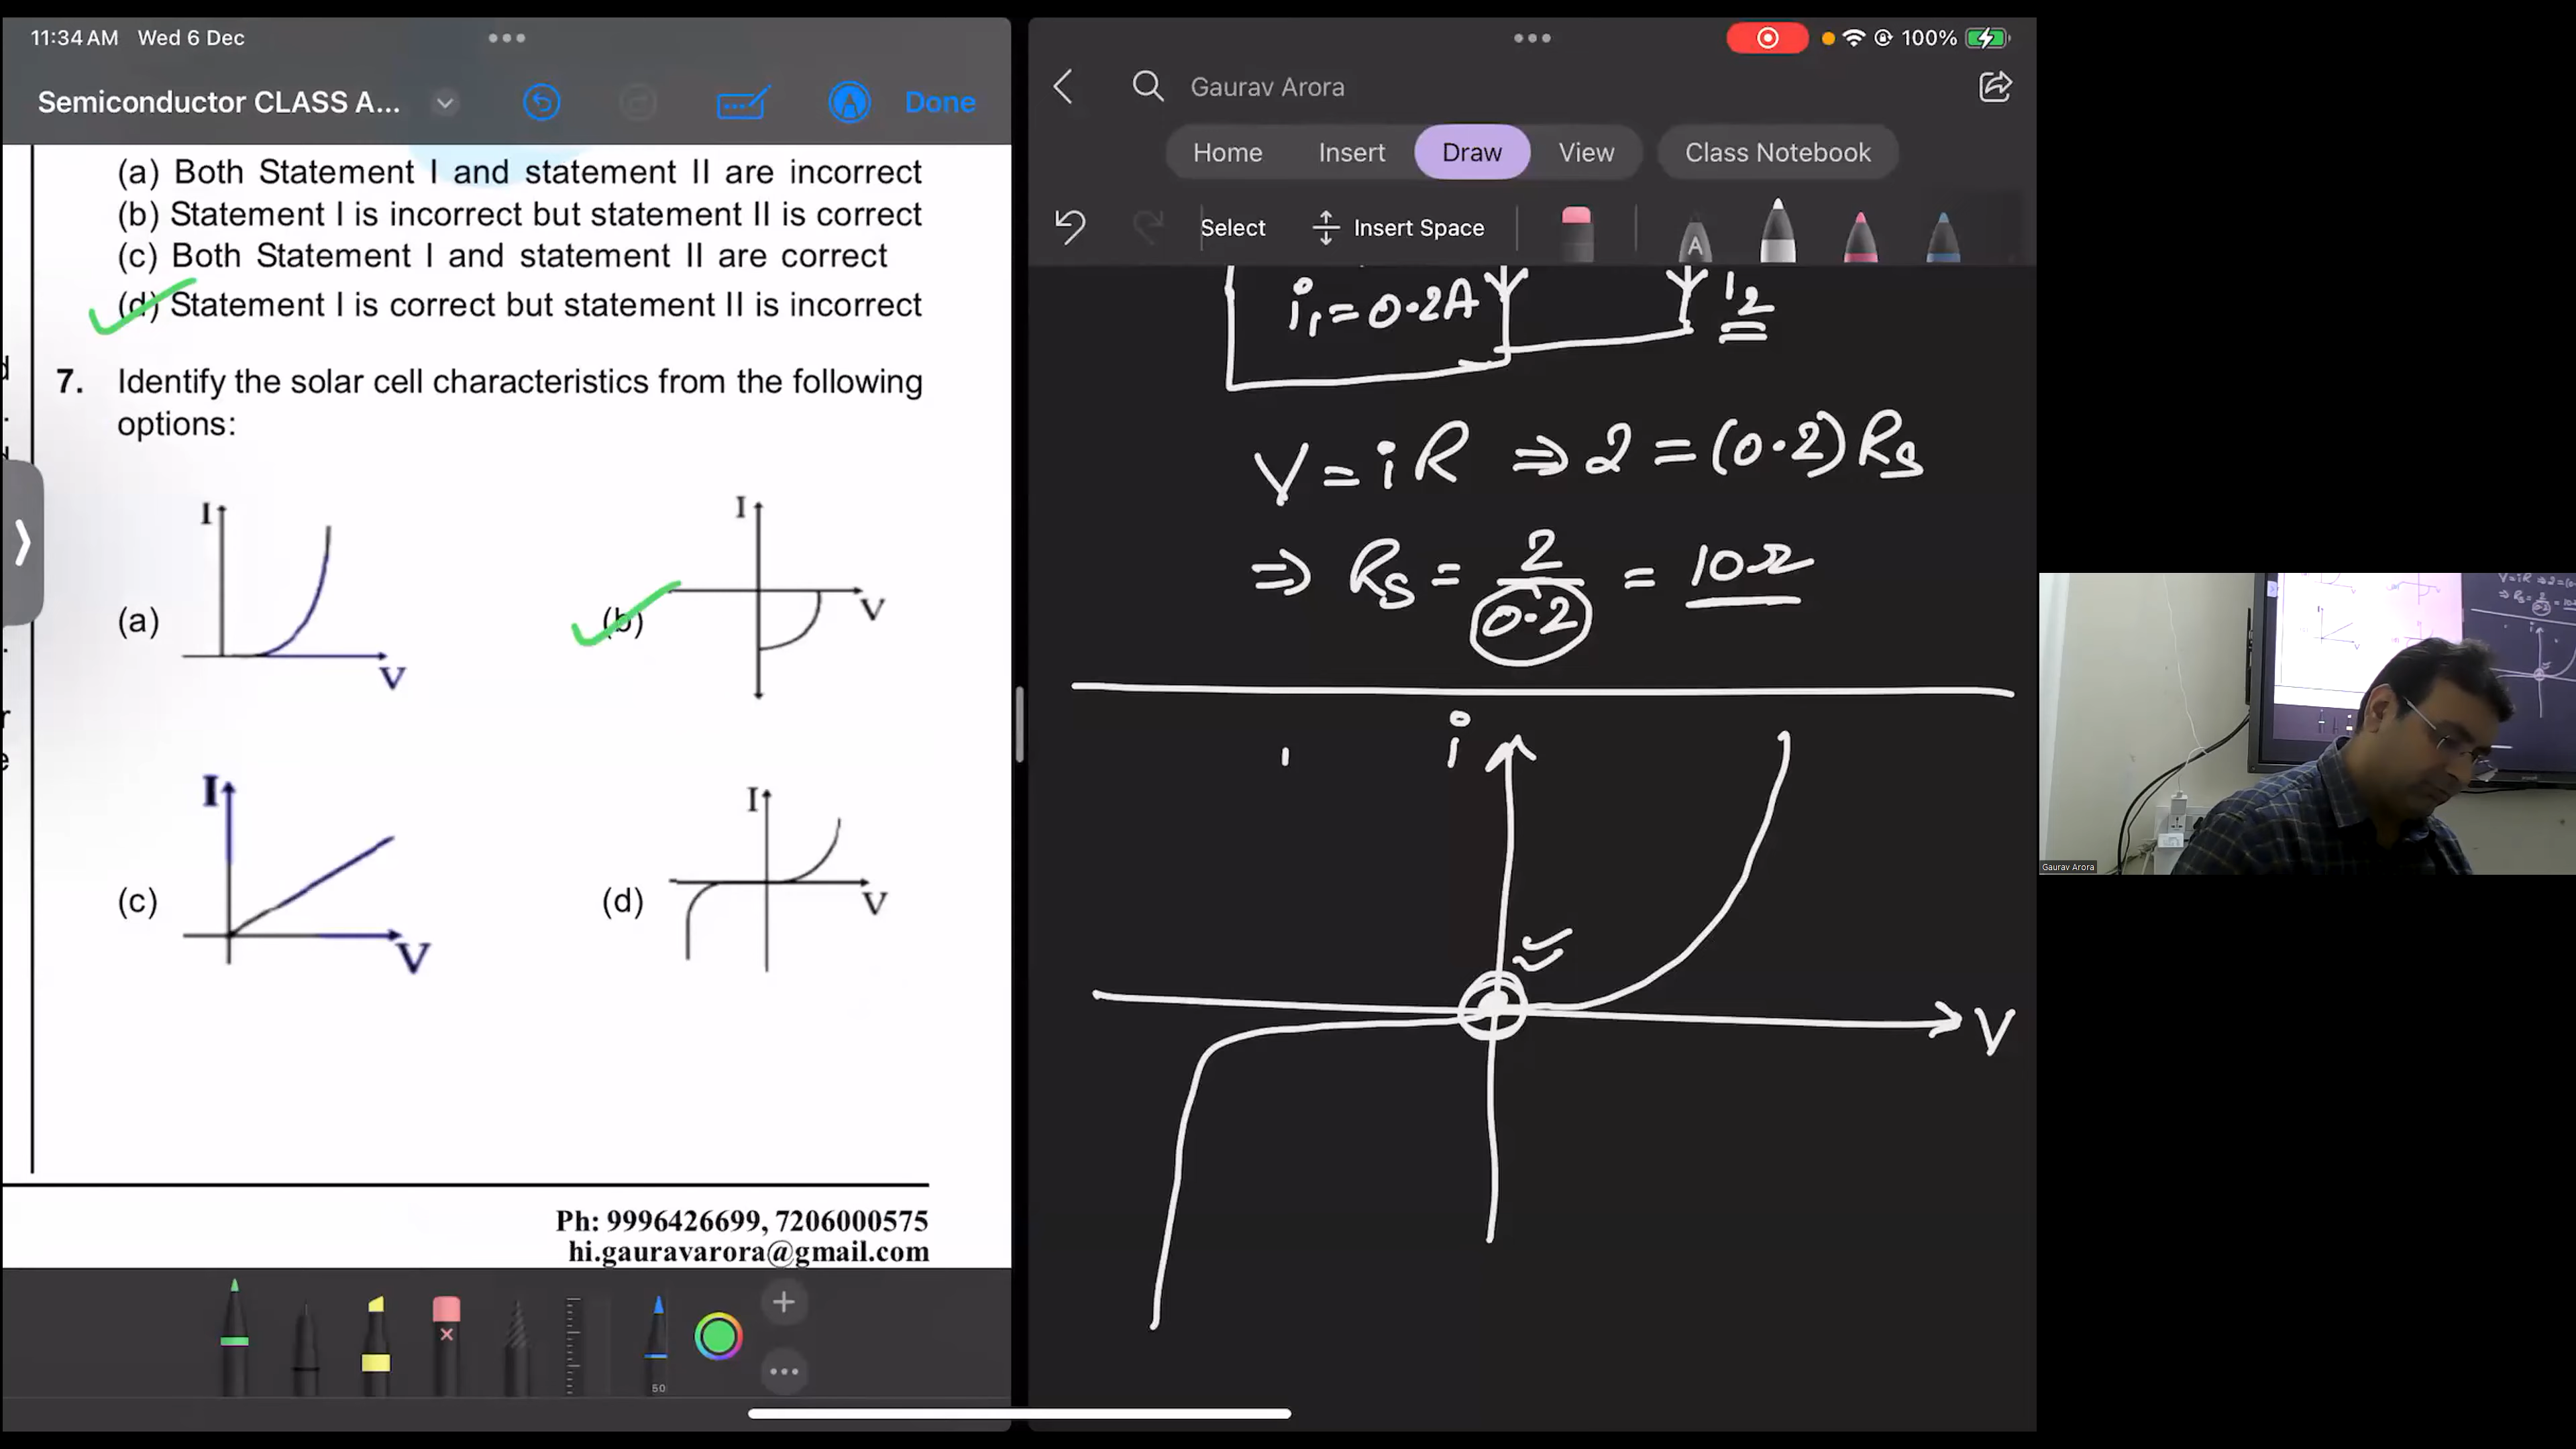 11:34 AM Wed 6 Dec
100%
Semiconductor CLASS A...
Done
(a) Both Statement I and statement II are incorrect
(b) Statement I is incorrect but statement II is correct
(c) Both Statement I and statement II are correct
(d) Statement I is correct but statement II is incorrect
7. Identify the solar cell characteristics from the following
options:
(a)
I
V
(b)
I
V
(c)
I
V
(d)
I
V
Ph: 9996426699, 7206000575
hi.gauravarora@gmail.com
50
Gaurav Arora
Home Insert Draw View Class Notebook
Select Insert Space
A
i₁ = 0.2A
V = iR ⇒ 2 = (0.2) Rs
⇒ Rs = 2/0.2 = 10Ω
i
V
Gaurav Arora